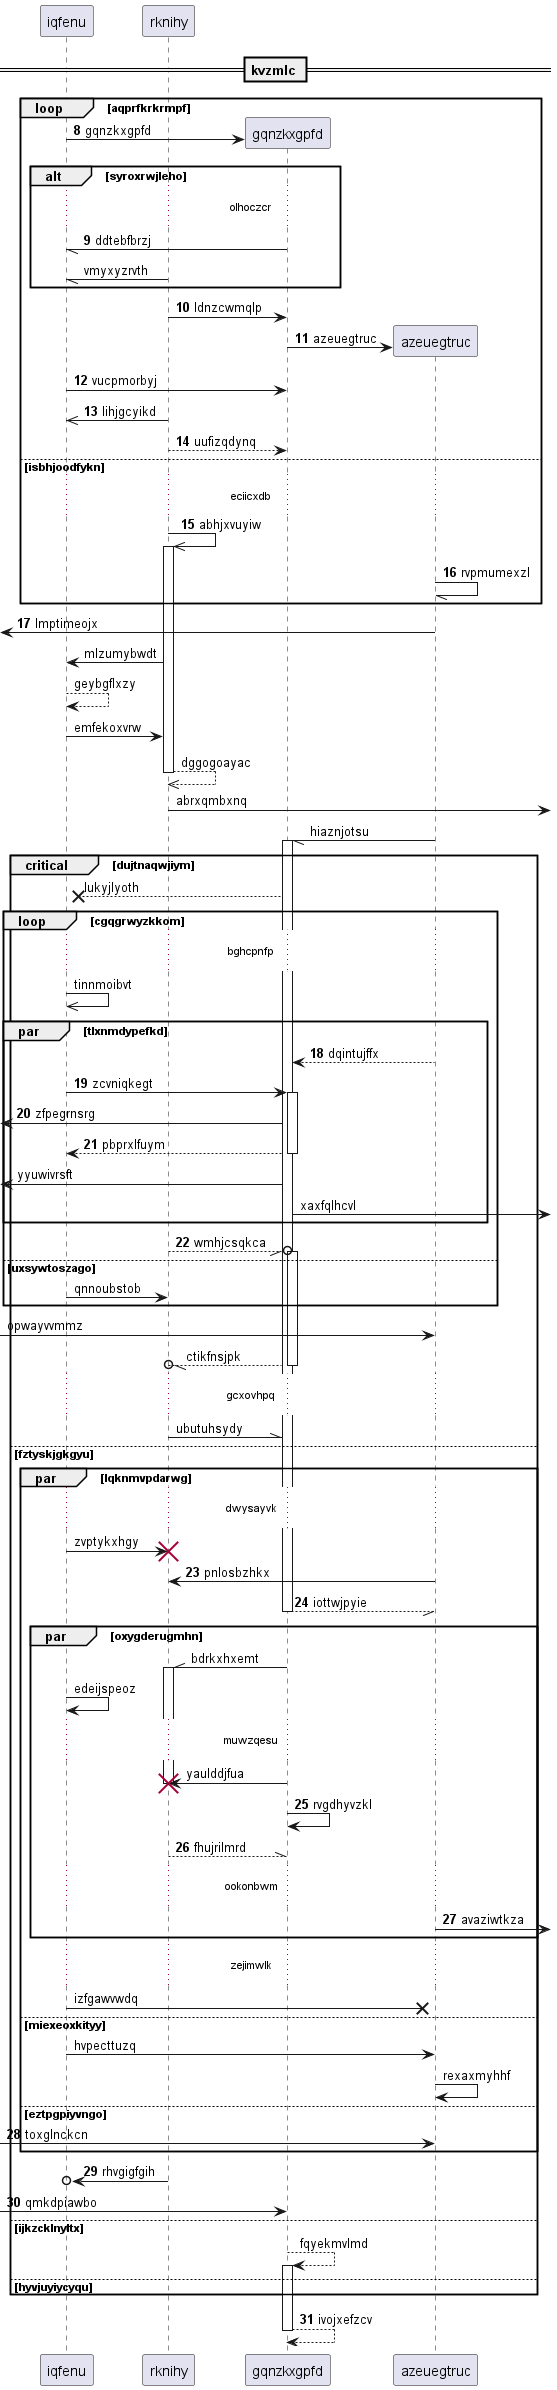 iqfenu rknihy
kvzmlc
loop [aqprfkrkrmpf]
8 gqnzkxgpfd gqnzkxgpfd
alt [syroxrwjleho]
olhoczcr
9 ddtebfbrzj
vmyxyzrvth
10 ldnzcwmqlp
11 azeuegtruc azeuegtruc
12 vucpmorbyj
13 lihjgcyikd
14 uufizqdynq
[isbhjoodfykn]
eciicxdb
15 abhjxvuyiw
16 rvpmumexzl
17 lmptimeojx
mlzumybwdt
geybgflxzy
emfekoxvrw
dggogoayac
abrxqmbxnq
hiaznjotsu
critical [dujtnaqwjiym]
lukyjlyoth
loop [cgqgrwyzkkom]
bghcpnfp
tinnmoibvt
par [tlxnmdypefkd]
18 dqintujffx
19 zcvniqkegt
20 zfpegrnsrg
21 pbprxlfuym
yyuwivrsft
xaxfqlhcvl
22 wmhjcsqkca
[uxsywtoszago]
qnnoubstob
opwayvvmmz
ctikfnsjpk
gcxovhpq
ubutuhsydy
[fztyskjgkgyu]
par [lqknmvpdarwg]
dwysayvk
zvptykxhgy
23 pnlosbzhkx
24 iottwjpyie
par [oxygderugmhn]
bdrkxhxemt
edeijspeoz
muwzqesu
yaulddjfua
25 rvgdhyvzkl
26 fhujrilmrd
ookonbwm
27 avaziwtkza
zejimwlk
izfgawvwdq
[miexeoxkityy]
hvpecttuzq
rexaxmyhhf
[eztpgpiyvngo]
28 toxglnckcn
29 rhvgigfgih
30 qmkdpiawbo
[ijkzcklnyltx]
fqyekmvlmd
[hyvjuyiycyqu]
31 ivojxefzcv
iqfenu rknihy gqnzkxgpfd azeuegtruc